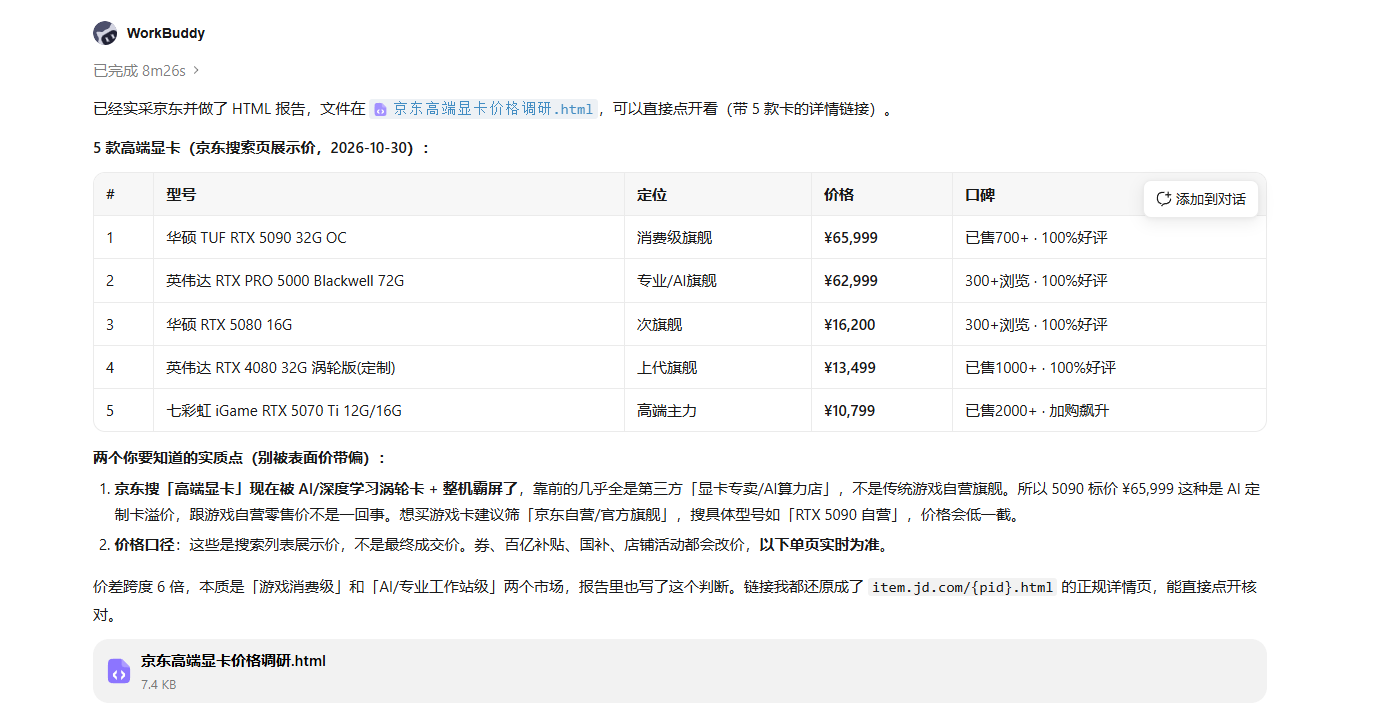 WorkBuddy
已完成 8m26s >
已经实采京东并做了 HTML 报告，文件在 京东高端显卡价格调研.html，可以直接点开看（带 5 款卡的详情链接）。
5 款高端显卡（京东搜索页展示价，2026-10-30）：
# 型号 定位 价格 口碑 添加到对话
1 华硕 TUF RTX 5090 32G OC 消费级旗舰 ¥65,999 已售700+ · 100%好评
2 英伟达 RTX PRO 5000 Blackwell 72G 专业/AI旗舰 ¥62,999 300+浏览 · 100%好评
3 华硕 RTX 5080 16G 次旗舰 ¥16,200 300+浏览 · 100%好评
4 英伟达 RTX 4080 32G 涡轮版(定制) 上代旗舰 ¥13,499 已售1000+ · 100%好评
5 七彩虹 iGame RTX 5070 Ti 12G/16G 高端主力 ¥10,799 已售2000+ · 加购飙升
两个你要知道的实质点（别被表面价带偏）：
1. 京东搜「高端显卡」现在被 AI/深度学习涡轮卡 + 整机霸屏了，靠前的几乎全是第三方「显卡专卖/AI算力店」，不是传统游戏自营旗舰。所以 5090 标价 ¥65,999 这种是 AI 定
制卡溢价，跟游戏自营零售价不是一回事。想买游戏卡建议筛「京东自营/官方旗舰」，搜具体型号如「RTX 5090 自营」，价格会低一截。
2. 价格口径：这些是搜索列表展示价，不是最终成交价。券、百亿补贴、国补、店铺活动都会改价，以下单页实时为准。
价差跨度 6 倍，本质是「游戏消费级」和「AI/专业工作站级」两个市场，报告里也写了这个判断。链接我都还原成了 item.jd.com/{pid}.html 的正规详情页，能直接点开核
对。
京东高端显卡价格调研.html
7.4 KB